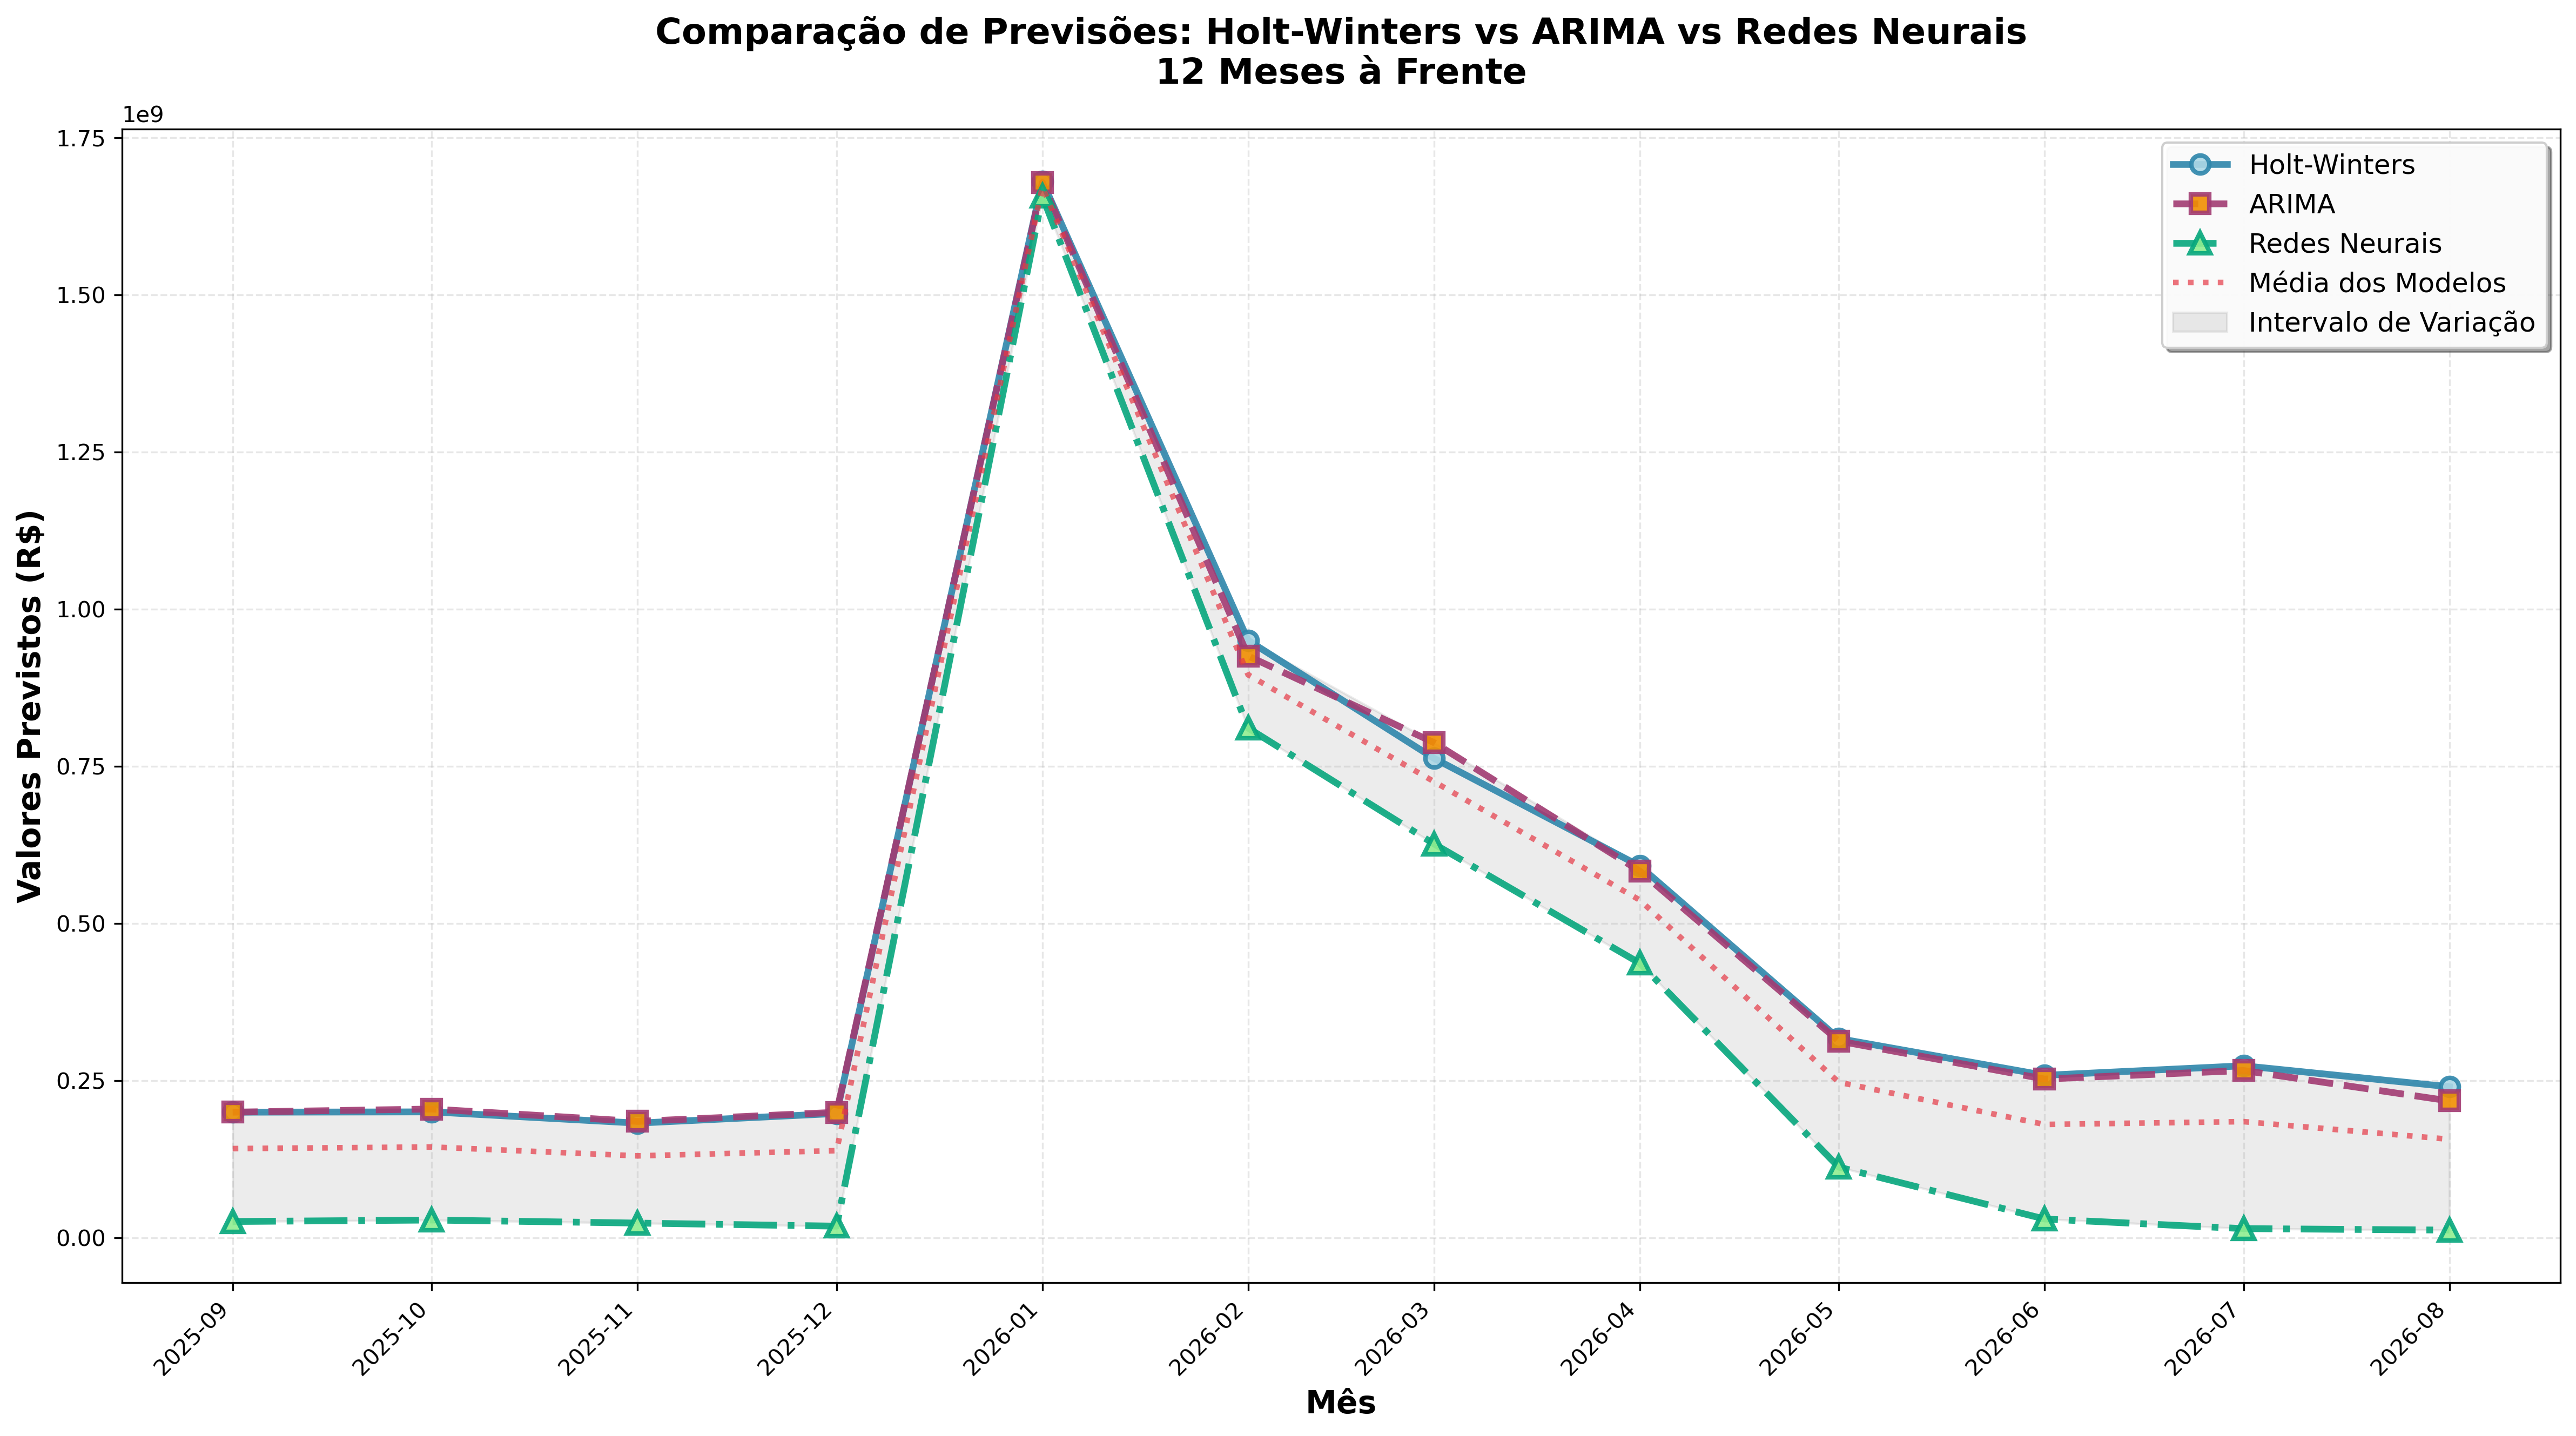 Comparação de Previsões: Holt-Winters vs ARIMA vs Redes Neurais
12 Meses à Frente
1e9
1.75
1.50
1.25
1.00
0.75
0.50
0.25
0.00
Valores Previstos (R$)
Holt-Winters
ARIMA
Redes Neurais
Média dos Modelos
Intervalo de Variação
2025-09
2025-10
2025-11
2025-12
2026-01
2026-02
2026-03
2026-04
2026-05
2026-06
2026-07
2026-08
Mês